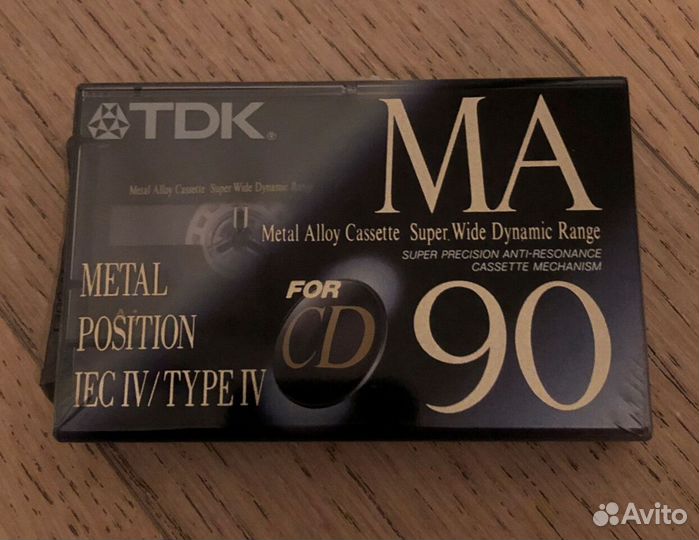 TDK®
MA
Metal Alloy Cassette Super Wide Dynamic Range
Metal Alloy Cassette Super Wide Dynamic Range
SUPER PRECISION ANTI-RESONANCE
CASSETTE MECHANISM
METAL
POSITION
IEC IV/TYPE IV
FOR
CD
90
Avito